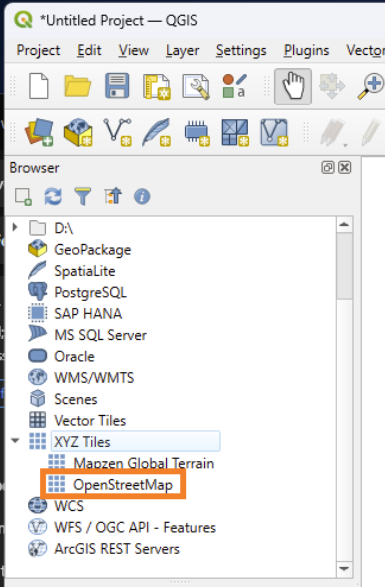 *Untitled Project — QGIS
Project Edit View Layer Settings Plugins Vector
Browser
D:\
GeoPackage
SpatiaLite
PostgreSQL
SAP HANA
MS SQL Server
Oracle
WMS/WMTS
Scenes
Vector Tiles
XYZ Tiles
Mapzen Global Terrain
OpenStreetMap
WCS
WFS / OGC API - Features
ArcGIS REST Servers